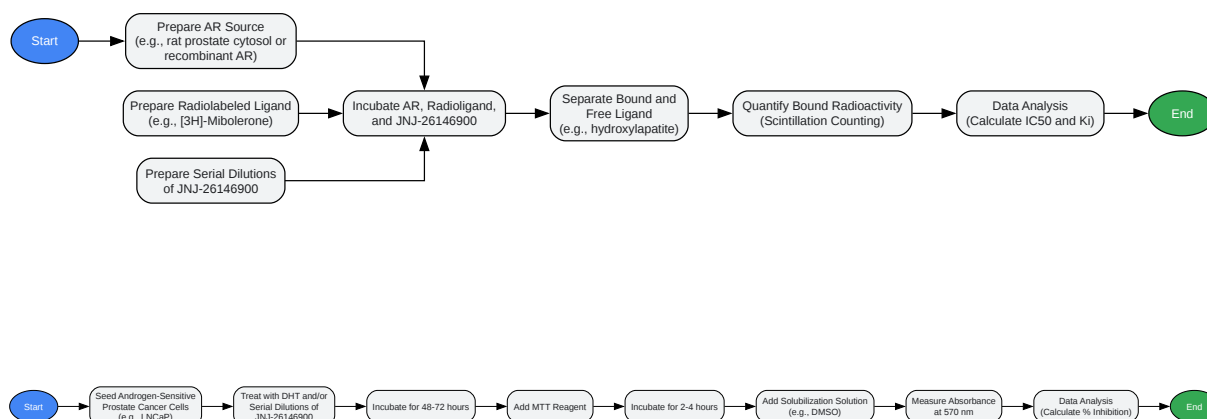 Start
Prepare AR Source
(e.g., rat prostate cytosol or
recombinant AR)
Prepare Radiolabeled Ligand
(e.g., [3H]-Mibolerone)
Prepare Serial Dilutions
of JNJ-26146900
Incubate AR, Radioligand,
and JNJ-26146900
Separate Bound and
Free Ligand
(e.g., hydroxylapatite)
Quantify Bound Radioactivity
(Scintillation Counting)
Data Analysis
(Calculate IC50 and Ki)
End
Start
Seed Androgen-Sensitive
Prostate Cancer Cells
(e.g., LNCaP)
Treat with DHT and/or
Serial Dilutions of
JNJ-26146900
Incubate for 48-72 hours
Add MTT Reagent
Incubate for 2-4 hours
Add Solubilization Solution
(e.g., DMSO)
Measure Absorbance
at 570 nm
Data Analysis
(Calculate % Inhibition)
End